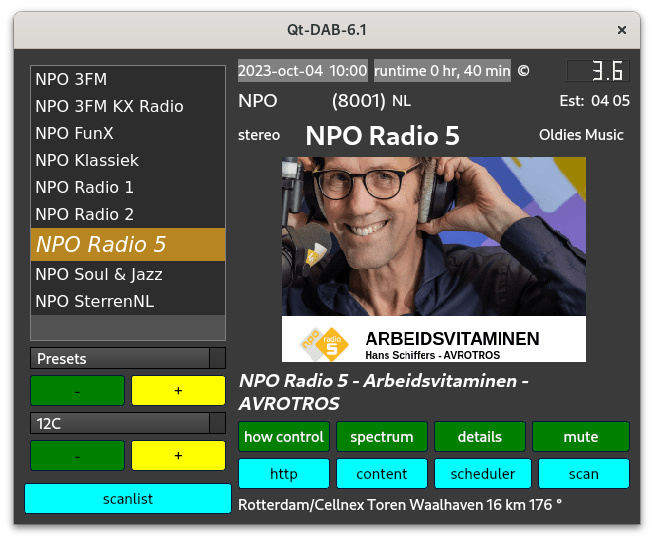 Qt-DAB-6.1
×
NPO 3FM
NPO 3FM KX Radio
NPO FunX
NPO Klassiek
NPO Radio 1
NPO Radio 2
NPO Radio 5
NPO Soul & Jazz
NPO SterrenNL
Presets
- +
12C
- +
scanlist
2023-oct-04 10:00 runtime 0 hr, 40 min © 3.6
NPO (8001) NL Est: 04 05
stereo NPO Radio 5 Oldies Music
npo radio 5
ARBEIDSVITAMINEN
Hans Schiffers - AVROTROS
NPO Radio 5 - Arbeidsvitaminen -
AVROTROS
how control spectrum details mute
http content scheduler scan
Rotterdam/Cellnex Toren Waalhaven 16 km 176 °